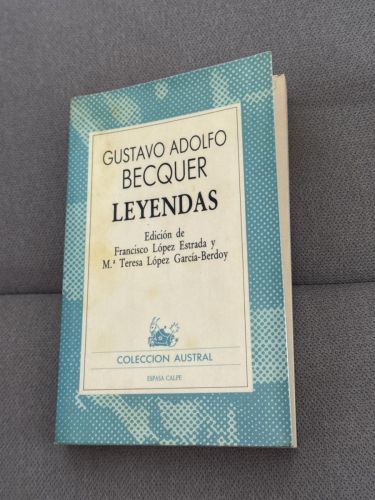 GUSTAVO ADOLFO
BECQUER
LEYENDAS
Edición de
Francisco López Estrada y
M.ª Teresa López García-Berdoy
COLECCION AUSTRAL
ESPASA CALPE